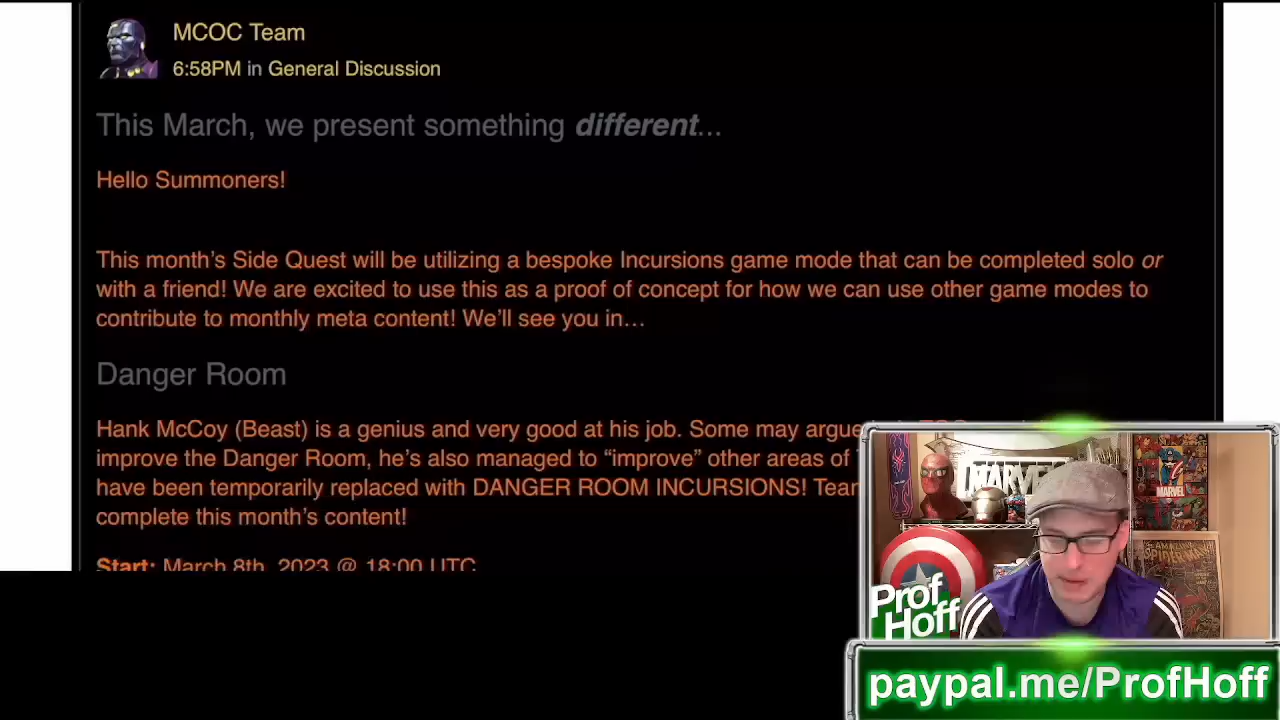 MCOC Team
6:58PM in General Discussion
This March, we present something different...
Hello Summoners!
This month's Side Quest will be utilizing a bespoke Incursions game mode that can be completed solo or
with a friend! We are excited to use this as a proof of concept for how we can use other game modes to
contribute to monthly meta content! We'll see you in…
Danger Room
Hank McCoy (Beast) is a genius and very good at his job. Some may argue
improve the Danger Room, he's also managed to “improve” other areas of
have been temporarily replaced with DANGER ROOM INCURSIONS! Tear
complete this month's content!
Start: March 8th, 2023 @ 18:00 UTC
MARVEL
MARVEL
Prof
Hoff
paypal.me/ProfHoff